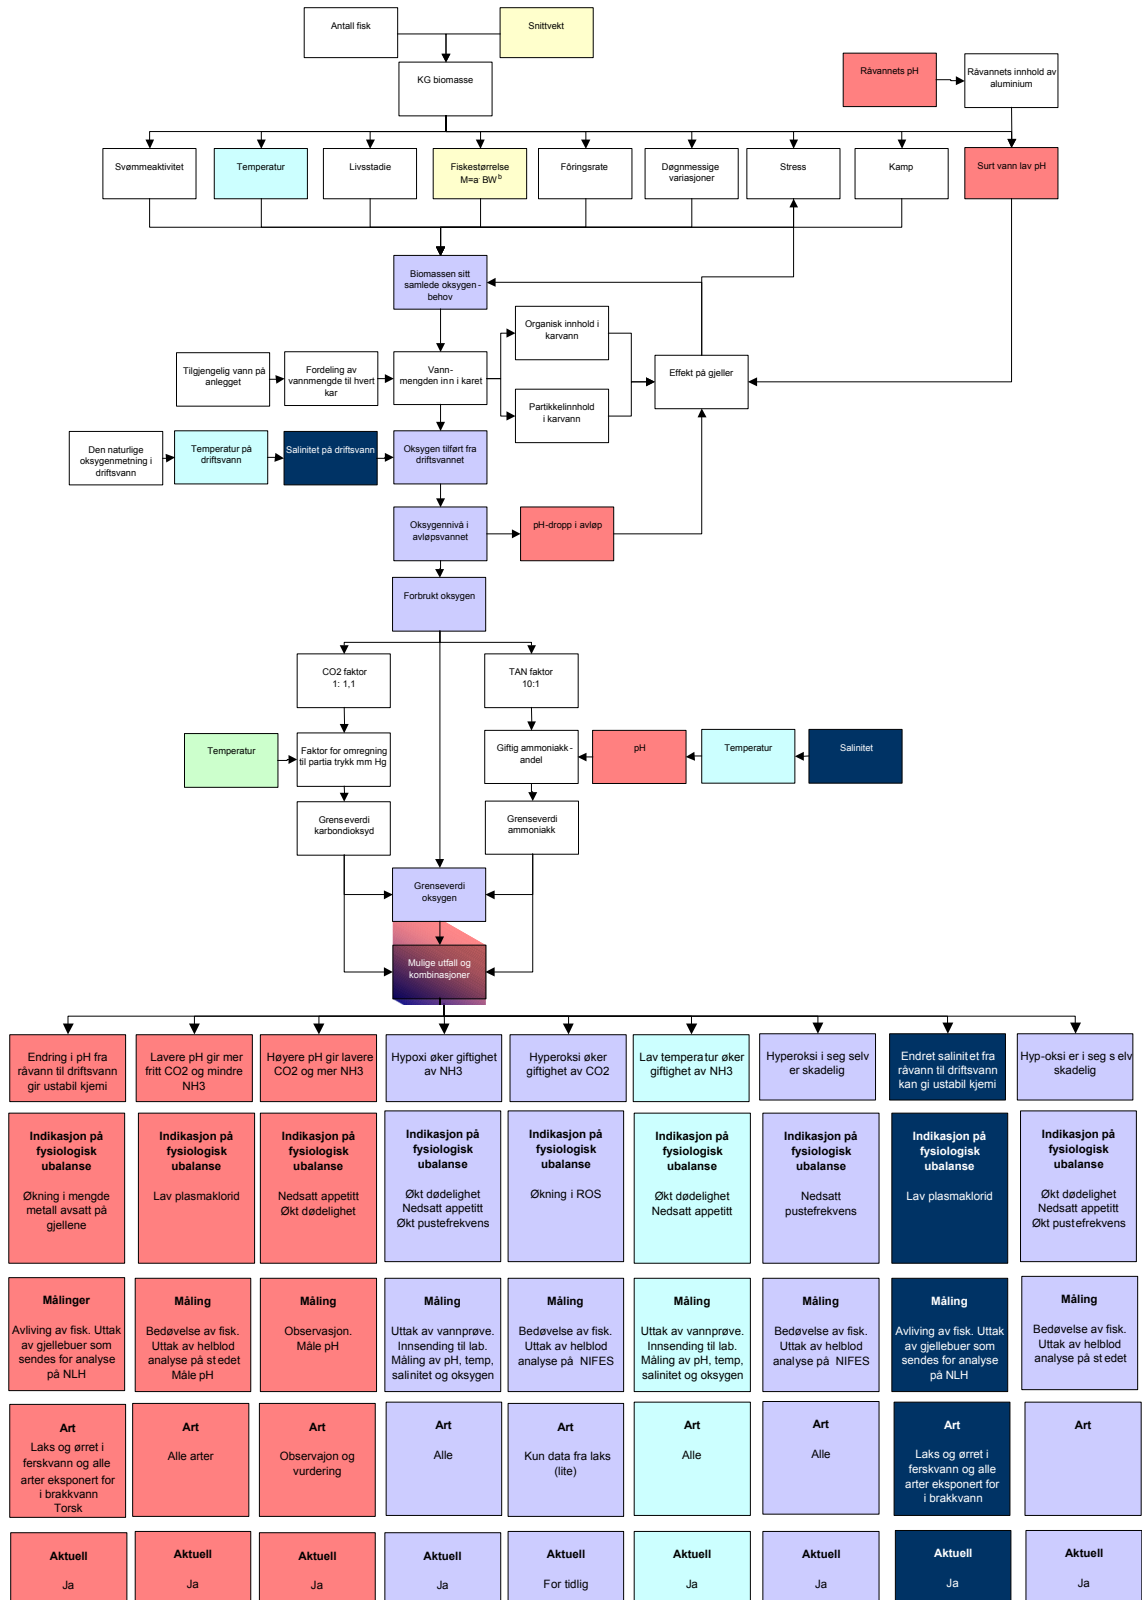 Antall fisk
Snittvekt
KG biomasse
Råvannets pH
Råvannets innhold av
aluminium
Svømmeaktivitet
Temperatur
Livsstadie
Fiskestørrelse
M=a· BWᵇ
Fôringsrate
Døgnmessige
variasjoner
Stress
Kamp
Surt vann lav pH
Biomassen sitt
samlede oksygen-
behov
Organisk innhold i
karvann
Tilgjengelig vann på
anlegget
Fordeling av
vannmengde til hvert
kar
Vann-
mengden inn i karet
Effekt på gjeller
Partikkelinnhold
i karvann
Den naturlige
oksygenmetning i
driftsvann
Temperatur på
driftsvann
Salinitet på driftsvann
Oksygen tilført fra
driftsvannet
Oksygennivå i
avløpsvannet
pH-dropp i avløp
Forbrukt oksygen
CO2 faktor
1: 1,1
TAN faktor
10:1
Temperatur
Faktor for omregning
til partia trykk mm Hg
Giftig ammoniakk-
andel
pH
Temperatur
Salinitet
Grenseverdi
karbondioksyd
Grenseverdi
ammoniakk
Grenseverdi
oksygen
Mulige utfall og
kombinasjoner
Endring i pH fra
råvann til driftsvann
gir ustabil kjemi
Lavere pH gir mer
fritt CO2 og mindre
NH3
Høyere pH gir lavere
CO2 og mer NH3
Hypoxi øker giftighet
av NH3
Hyperoksi øker
giftighet av CO2
Lav temperatur øker
giftighet av NH3
Hyperoksi i seg selv
er skadelig
Endret salinitet fra
råvann til driftsvann
kan gi ustabil kjemi
Hyp-oksi er i seg s elv
skadelig
Indikasjon på
fysiologisk
ubalanse
Økning i mengde
metall avsatt på
gjellene
Indikasjon på
fysiologisk
ubalanse
Lav plasmaklorid
Indikasjon på
fysiologisk
ubalanse
Nedsatt appetitt
Økt dødelighet
Indikasjon på
fysiologisk
ubalanse
Økt dødelighet
Nedsatt appetitt
Økt pustefrekvens
Indikasjon på
fysiologisk
ubalanse
Økning i ROS
Indikasjon på
fysiologisk
ubalanse
Økt dødelighet
Nedsatt appetitt
Indikasjon på
fysiologisk
ubalanse
Nedsatt
pustefrekvens
Indikasjon på
fysiologisk
ubalanse
Lav plasmaklorid
Indikasjon på
fysiologisk
ubalanse
Økt dødelighet
Nedsatt appetitt
Økt pustefrekvens
Målinger
Avliving av fisk. Uttak
av gjellebuer som
sendes for analyse
på NLH
Måling
Bedøvelse av fisk.
Uttak av helblod
analyse på st edet
Måle pH
Måling
Observasjon.
Måle pH
Måling
Uttak av vannprøve.
Innsending til lab.
Måling av pH, temp,
salinitet og oksygen
Måling
Bedøvelse av fisk.
Uttak av helblod
analyse på NIFES
Måling
Uttak av vannprøve.
Innsending til lab.
Måling av pH, temp,
salinitet og oksygen
Måling
Bedøvelse av fisk.
Uttak av helblod
analyse på NIFES
Måling
Avliving av fisk. Uttak
av gjellebuer som
sendes for analyse
på NLH
Måling
Bedøvelse av fisk.
Uttak av helblod
analyse på st edet
Art
Laks og ørret i
ferskvann og alle
arter eksponert for
i brakkvann
Torsk
Art
Alle arter
Art
Observajon og
vurdering
Art
Alle
Art
Kun data fra laks
(lite)
Art
Alle
Art
Alle
Art
Laks og ørret i
ferskvann og alle
arter eksponert for
i brakkvann
Art
Aktuell
Ja
Aktuell
Ja
Aktuell
Ja
Aktuell
Ja
Aktuell
For tidlig
Aktuell
Ja
Aktuell
Ja
Aktuell
Ja
Aktuell
Ja